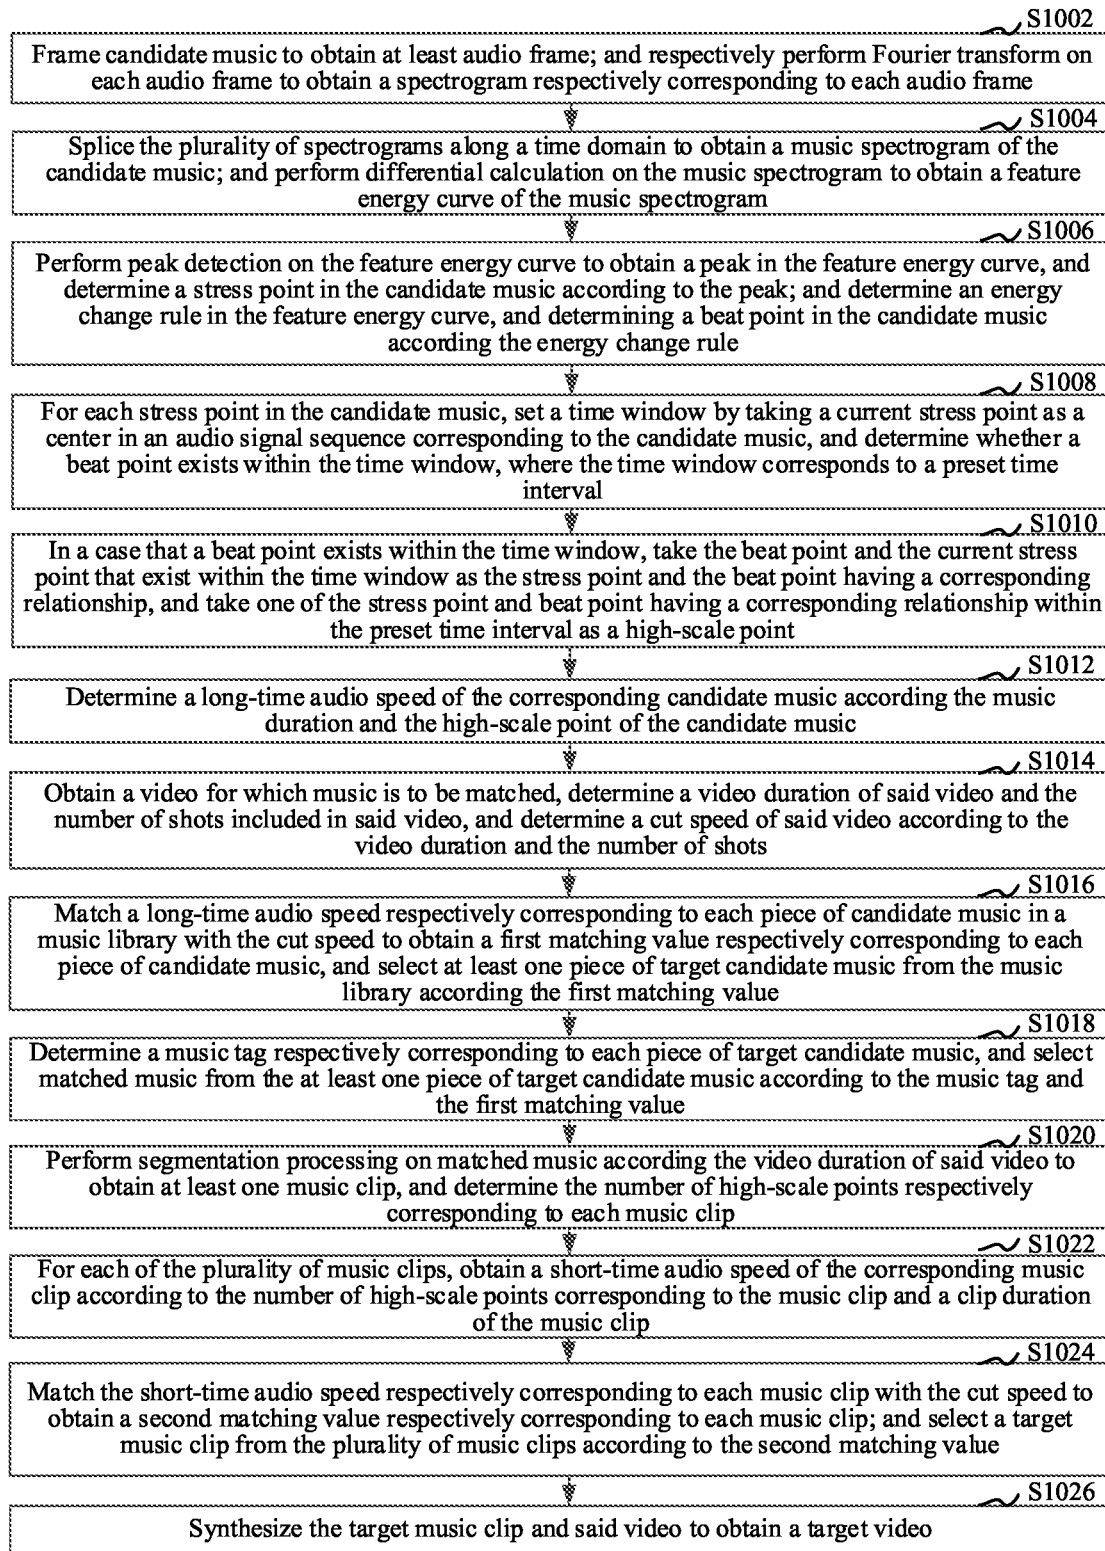 S1002
Frame candidate music to obtain at least audio frame; and respectively perform Fourier transform on
each audio frame to obtain a spectrogram respectively corresponding to each audio frame
S1004
Splice the plurality of spectrograms along a time domain to obtain a music spectrogram of the
candidate music; and perform differential calculation on the music spectrogram to obtain a feature
energy curve of the music spectrogram
S1006
Perform peak detection on the feature energy curve to obtain a peak in the feature energy curve, and
determine a stress point in the candidate music according to the peak; and determine an energy
change rule in the feature energy curve, and determining a beat point in the candidate music
according the energy change rule
S1008
For each stress point in the candidate music, set a time window by taking a current stress point as a
center in an audio signal sequence corresponding to the candidate music, and determine whether a
beat point exists within the time window, where the time window corresponds to a preset time
interval
S1010
In a case that a beat point exists within the time window, take the beat point and the current stress
point that exist within the time window as the stress point and the beat point having a corresponding
relationship, and take one of the stress point and beat point having a corresponding relationship within
the preset time interval as a high-scale point
S1012
Determine a long-time audio speed of the corresponding candidate music according the music
duration and the high-scale point of the candidate music
S1014
Obtain a video for which music is to be matched, determine a video duration of said video and the
number of shots included in said video, and determine a cut speed of said video according to the
video duration and the number of shots
S1016
Match a long-time audio speed respectively corresponding to each piece of candidate music in a
music library with the cut speed to obtain a first matching value respectively corresponding to each
piece of candidate music, and select at least one piece of target candidate music from the music
library according the first matching value
S1018
Determine a music tag respectively corresponding to each piece of target candidate music, and select
matched music from the at least one piece of target candidate music according to the music tag and
the first matching value
S1020
Perform segmentation processing on matched music according the video duration of said video to
obtain at least one music clip, and determine the number of high-scale points respectively
corresponding to each music clip
S1022
For each of the plurality of music clips, obtain a short-time audio speed of the corresponding music
clip according to the number of high-scale points corresponding to the music clip and a clip duration
of the music clip
S1024
Match the short-time audio speed respectively corresponding to each music clip with the cut speed to
obtain a second matching value respectively corresponding to each music clip; and select a target
music clip from the plurality of music clips according to the second matching value
S1026
Synthesize the target music clip and said video to obtain a target video